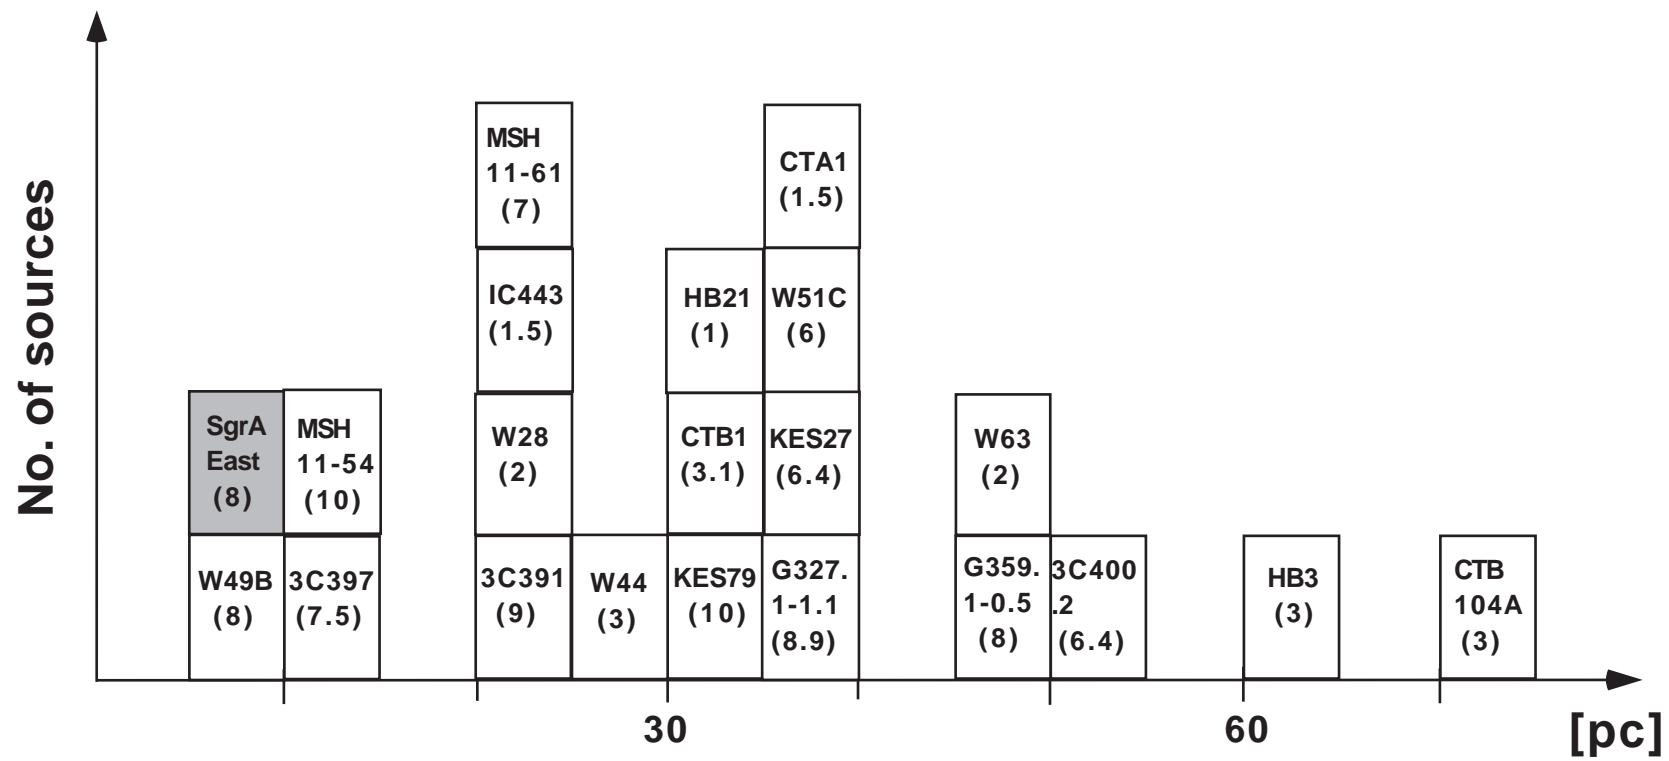 No. of sources
MSH
11-61
(7)
CTA1
(1.5)
IC443
(1.5)
HB21
(1)
W51C
(6)
SgrA
East
(8)
MSH
11-54
(10)
W28
(2)
CTB1
(3.1)
KES27
(6.4)
W63
(2)
W49B
(8)
3C397
(7.5)
3C391
(9)
W44
(3)
KES79
(10)
G327.
1-1.1
(8.9)
G359.
1-0.5
(8)
3C400
.2
(6.4)
HB3
(3)
CTB
104A
(3)
30
60
[pc]